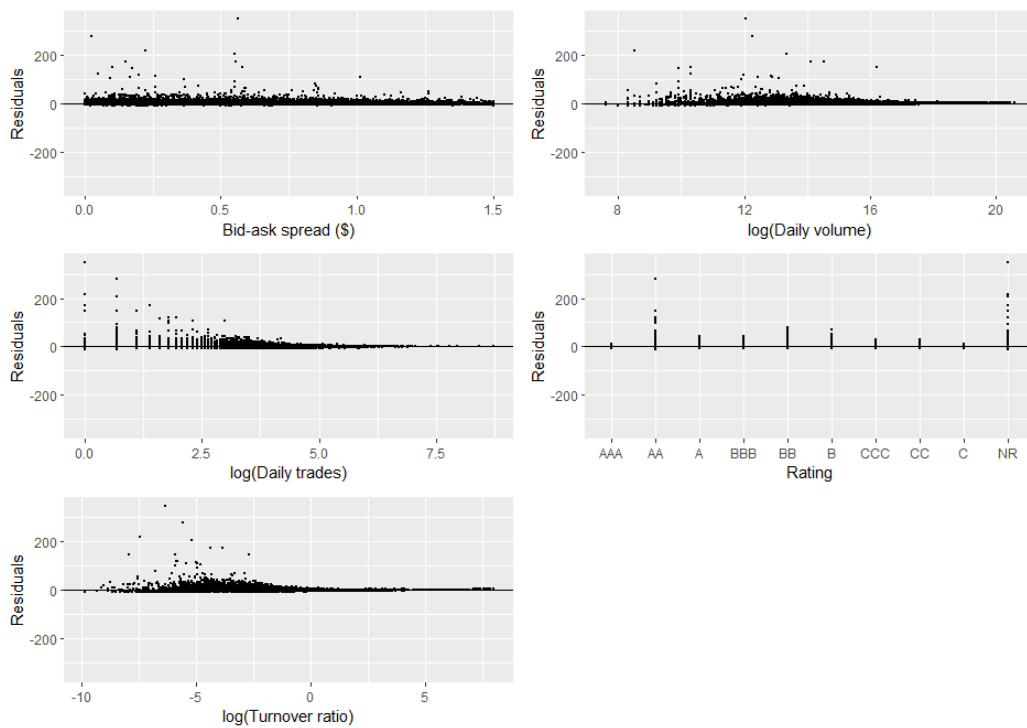 Residuals
200
0
-200
0.0 0.5 1.0 1.5
Bid-ask spread ($)
Residuals
200
0
-200
8 12 16 20
log(Daily volume)
Residuals
200
0
-200
0.0 2.5 5.0 7.5
log(Daily trades)
Residuals
200
0
-200
AAA AA A BBB BB B CCC CC C NR
Rating
Residuals
200
0
-200
-10 -5 0 5
log(Turnover ratio)